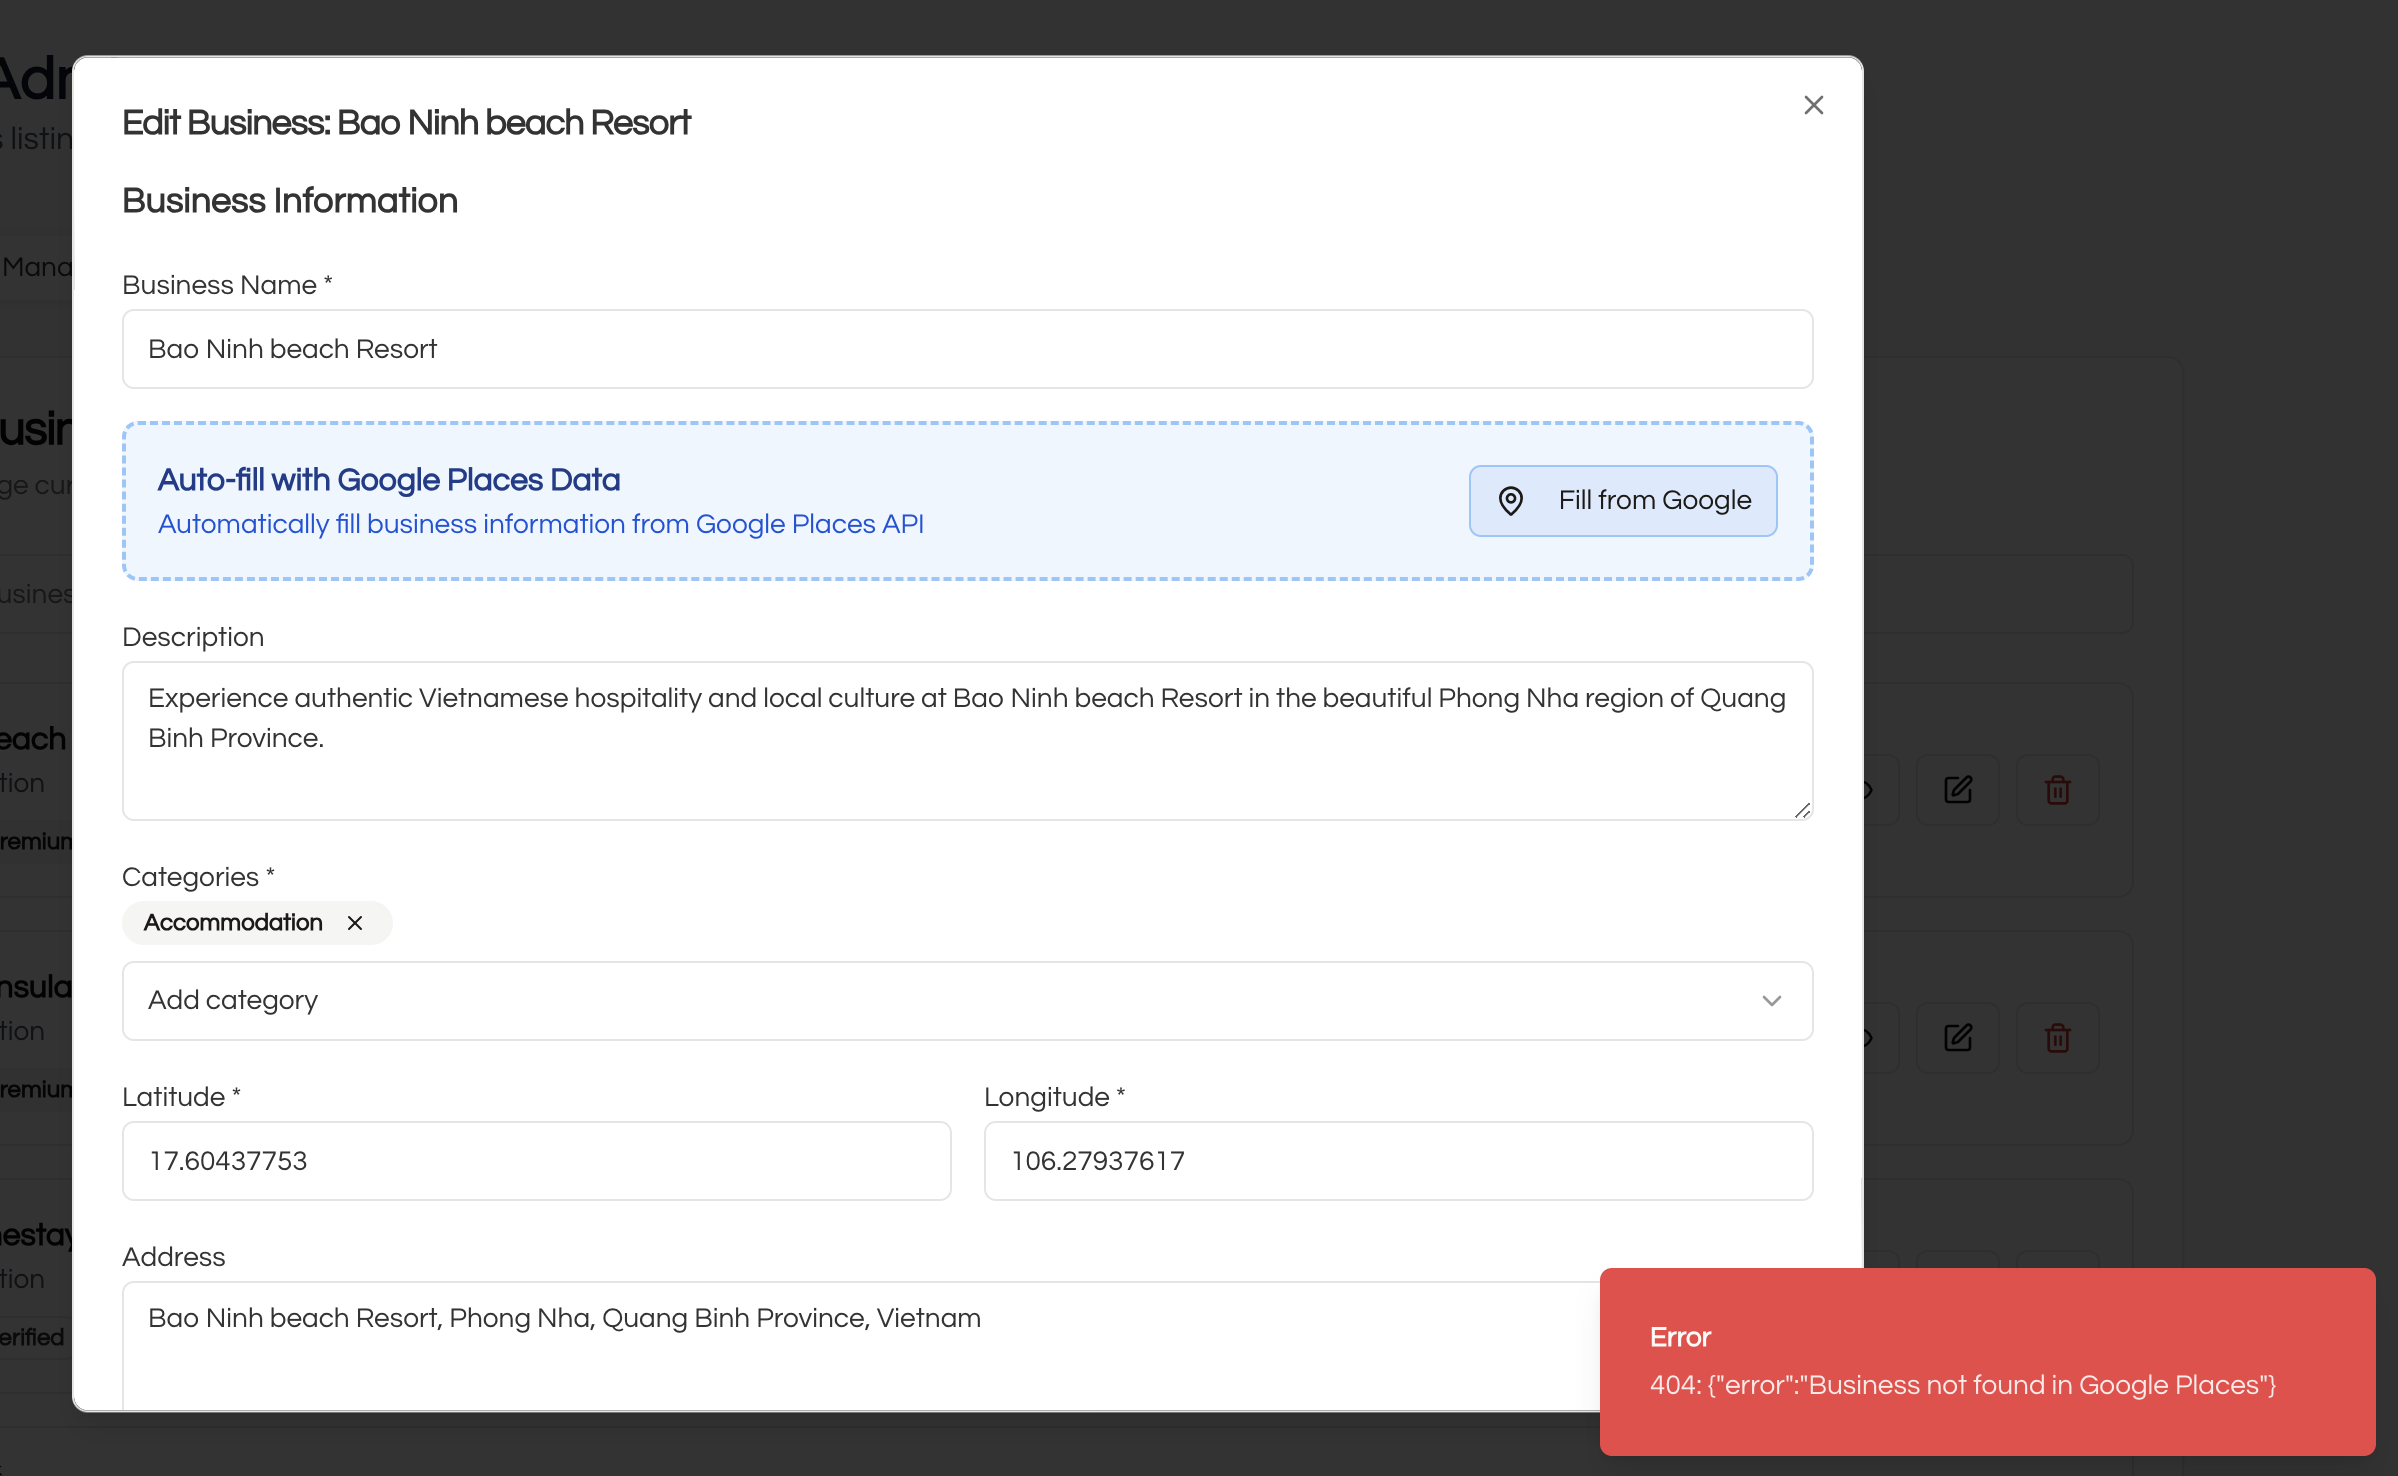 Edit Business: Bao Ninh beach Resort
Business Information
Business Name *
Bao Ninh beach Resort
Auto-fill with Google Places Data
Automatically fill business information from Google Places API
Fill from Google
Description
Experience authentic Vietnamese hospitality and local culture at Bao Ninh beach Resort in the beautiful Phong Nha region of Quang
Binh Province.
Categories *
Accommodation
Add category
Latitude *
Longitude *
17.60437753
106.27937617
Address
Bao Ninh beach Resort, Phong Nha, Quang Binh Province, Vietnam
Error
404: {"error":"Business not found in Google Places"}